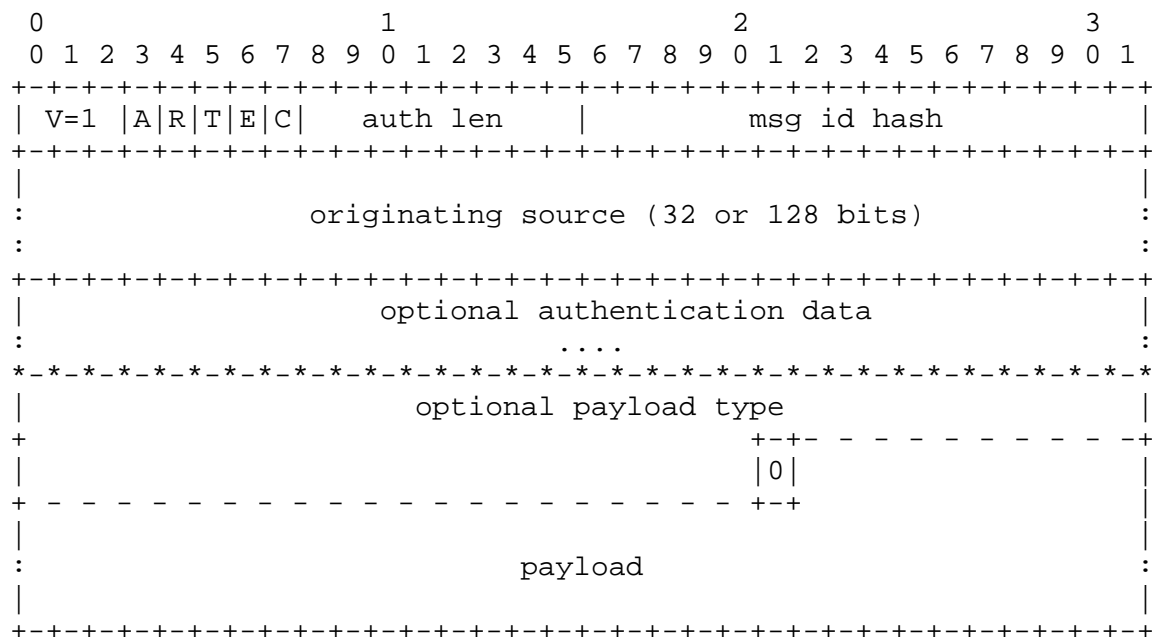 0                   1                   2                   3
 0 1 2 3 4 5 6 7 8 9 0 1 2 3 4 5 6 7 8 9 0 1 2 3 4 5 6 7 8 9 0 1
+-+-+-+-+-+-+-+-+-+-+-+-+-+-+-+-+-+-+-+-+-+-+-+-+-+-+-+-+-+-+-+-+
| V=1 |A|R|T|E|C|   auth len    |         msg id hash           |
+-+-+-+-+-+-+-+-+-+-+-+-+-+-+-+-+-+-+-+-+-+-+-+-+-+-+-+-+-+-+-+-+
|                                                               |
:                originating source (32 or 128 bits)            :
:                                                               :
+-+-+-+-+-+-+-+-+-+-+-+-+-+-+-+-+-+-+-+-+-+-+-+-+-+-+-+-+-+-+-+-+
|                    optional authentication data               |
:                              ....                             :
*-*-*-*-*-*-*-*-*-*-*-*-*-*-*-*-*-*-*-*-*-*-*-*-*-*-*-*-*-*-*-*-*
|                      optional payload type                    |
+                                         +-+- - - - - - - - - -+
|                                         |0|                   |
+ - - - - - - - - - - - - - - - - - - - - +-+                   |
|                                                               |
:                            payload                            :
|                                                               |
+-+-+-+-+-+-+-+-+-+-+-+-+-+-+-+-+-+-+-+-+-+-+-+-+-+-+-+-+-+-+-+-+